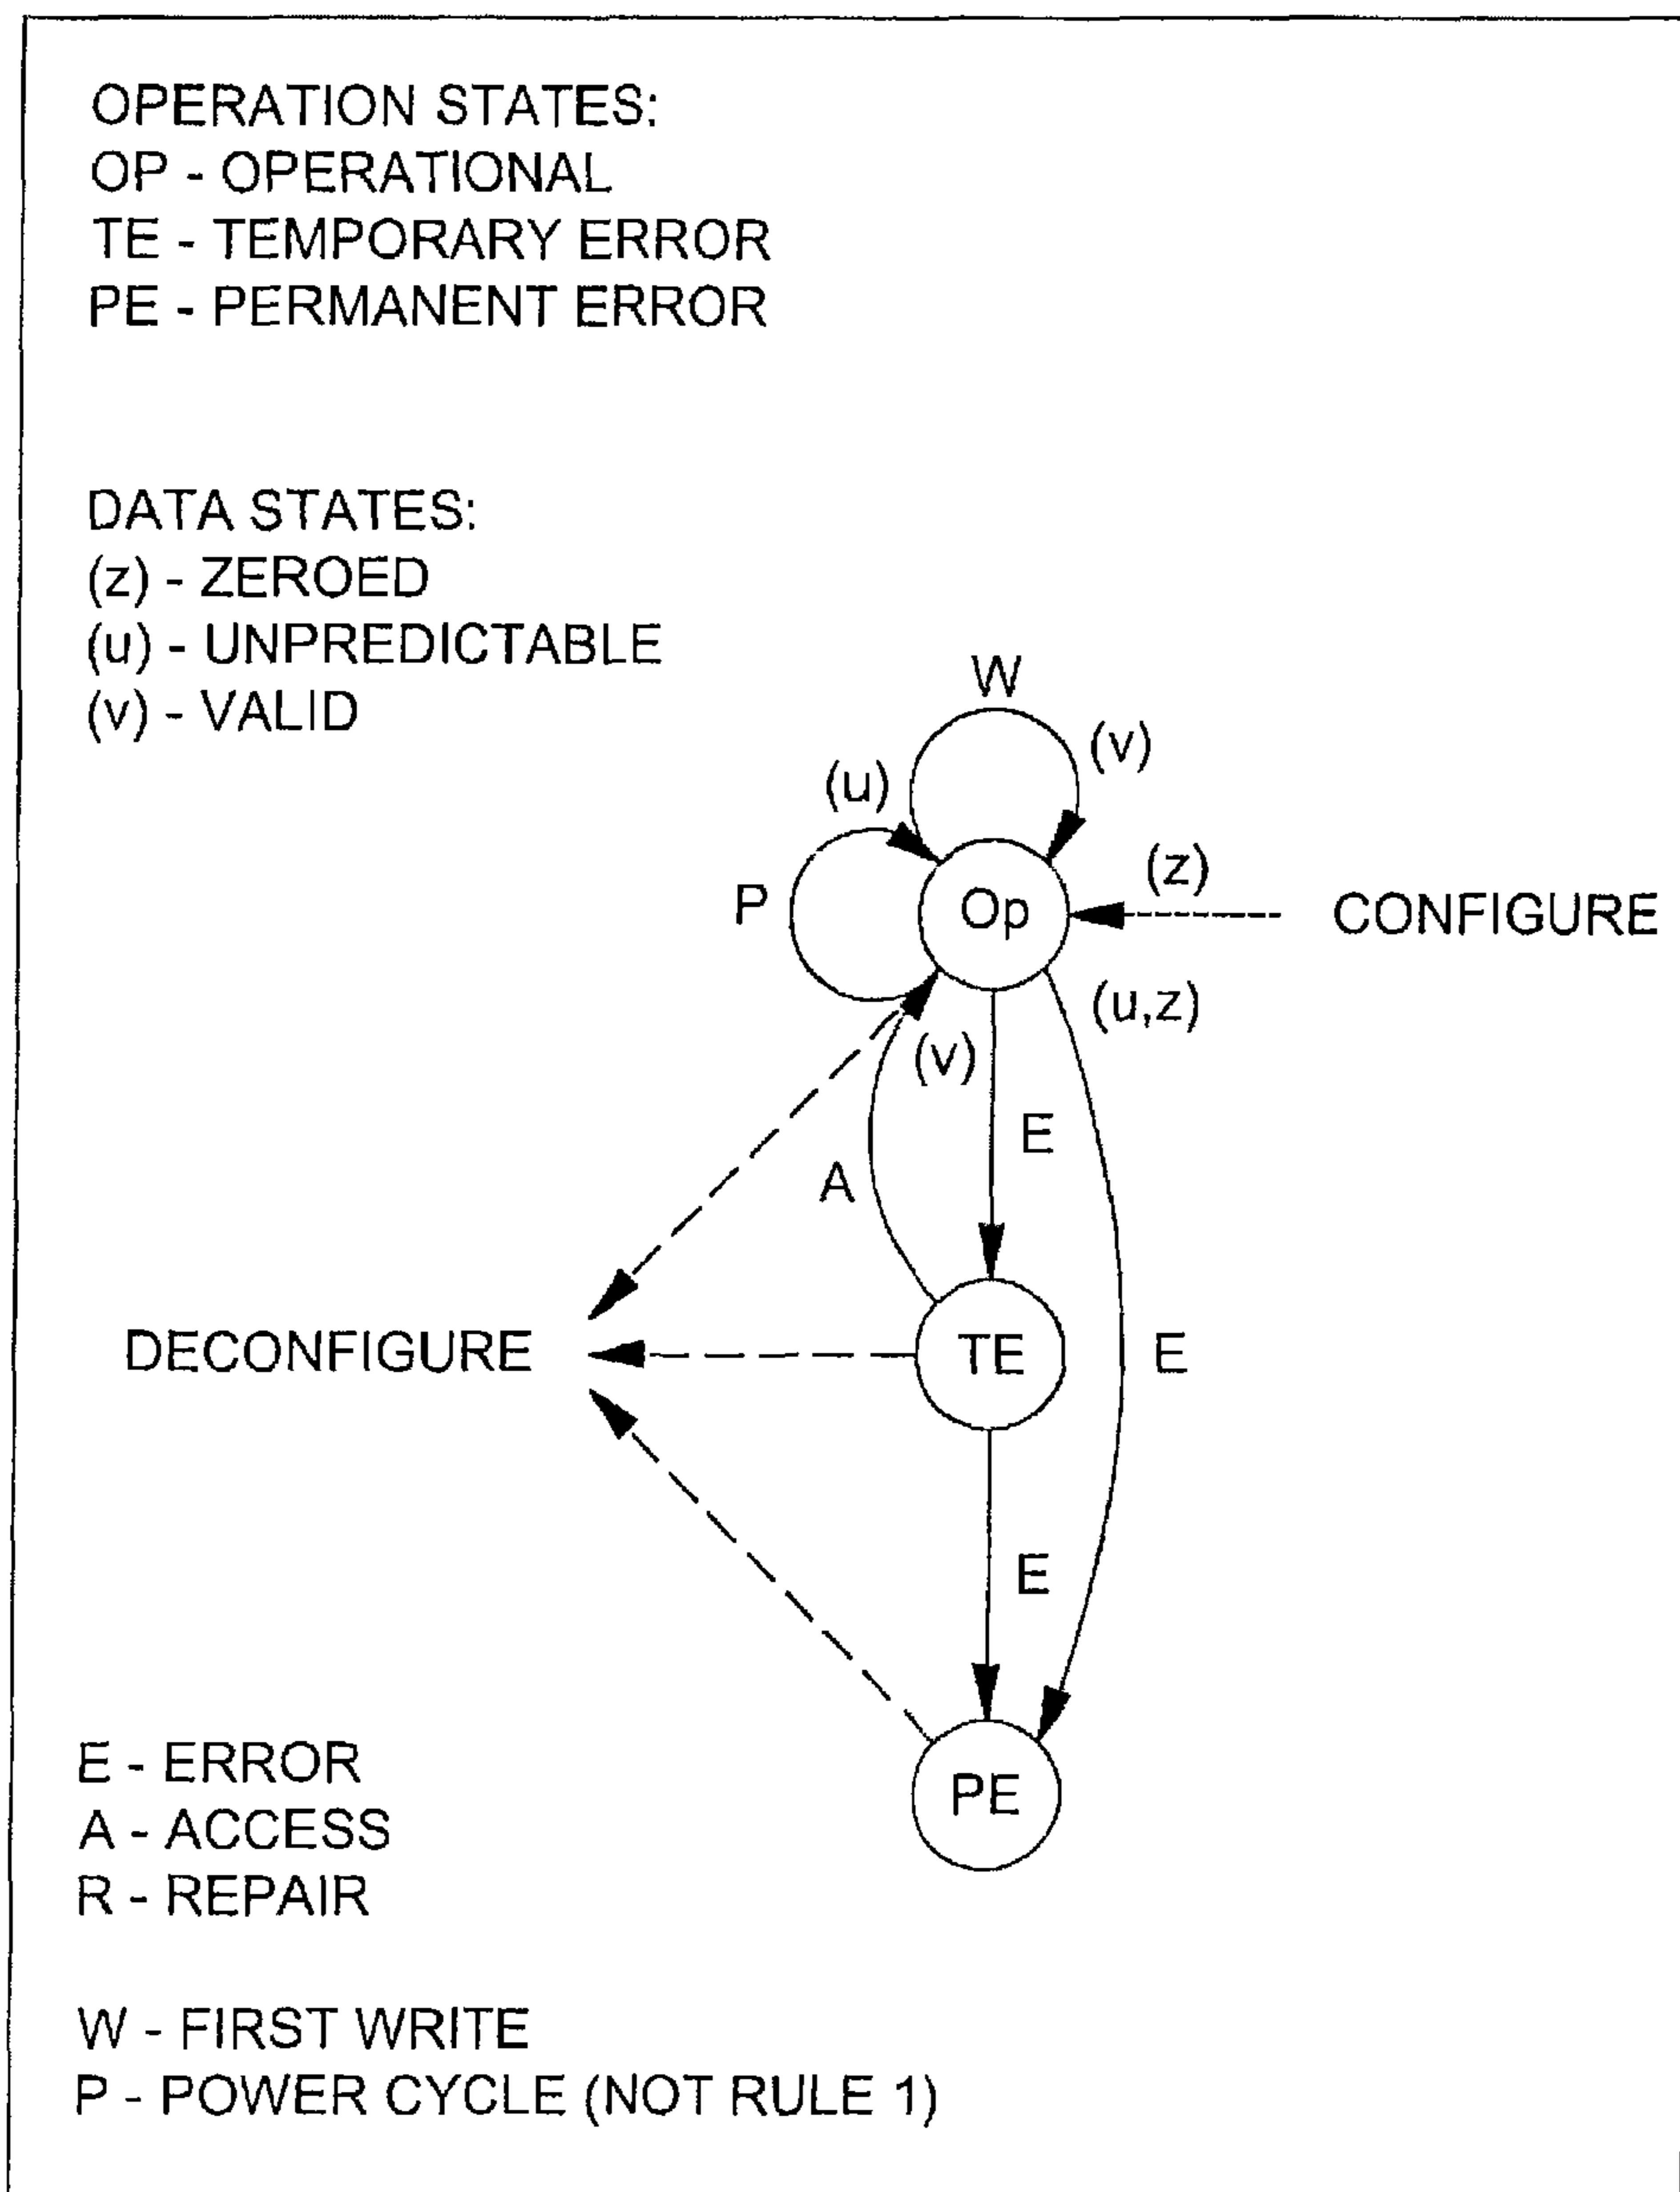 OPERATION STATES:
OP - OPERATIONAL
TE - TEMPORARY ERROR
PE - PERMANENT ERROR
DATA STATES:
(z) - ZEROED
(u) - UNPREDICTABLE
(v) - VALID
W
(v)
(u)
P
Op
(z)
CONFIGURE
(u,z)
(v)
E
A
DECONFIGURE
TE
E
E
PE
E - ERROR
A - ACCESS
R - REPAIR
W - FIRST WRITE
P - POWER CYCLE (NOT RULE 1)